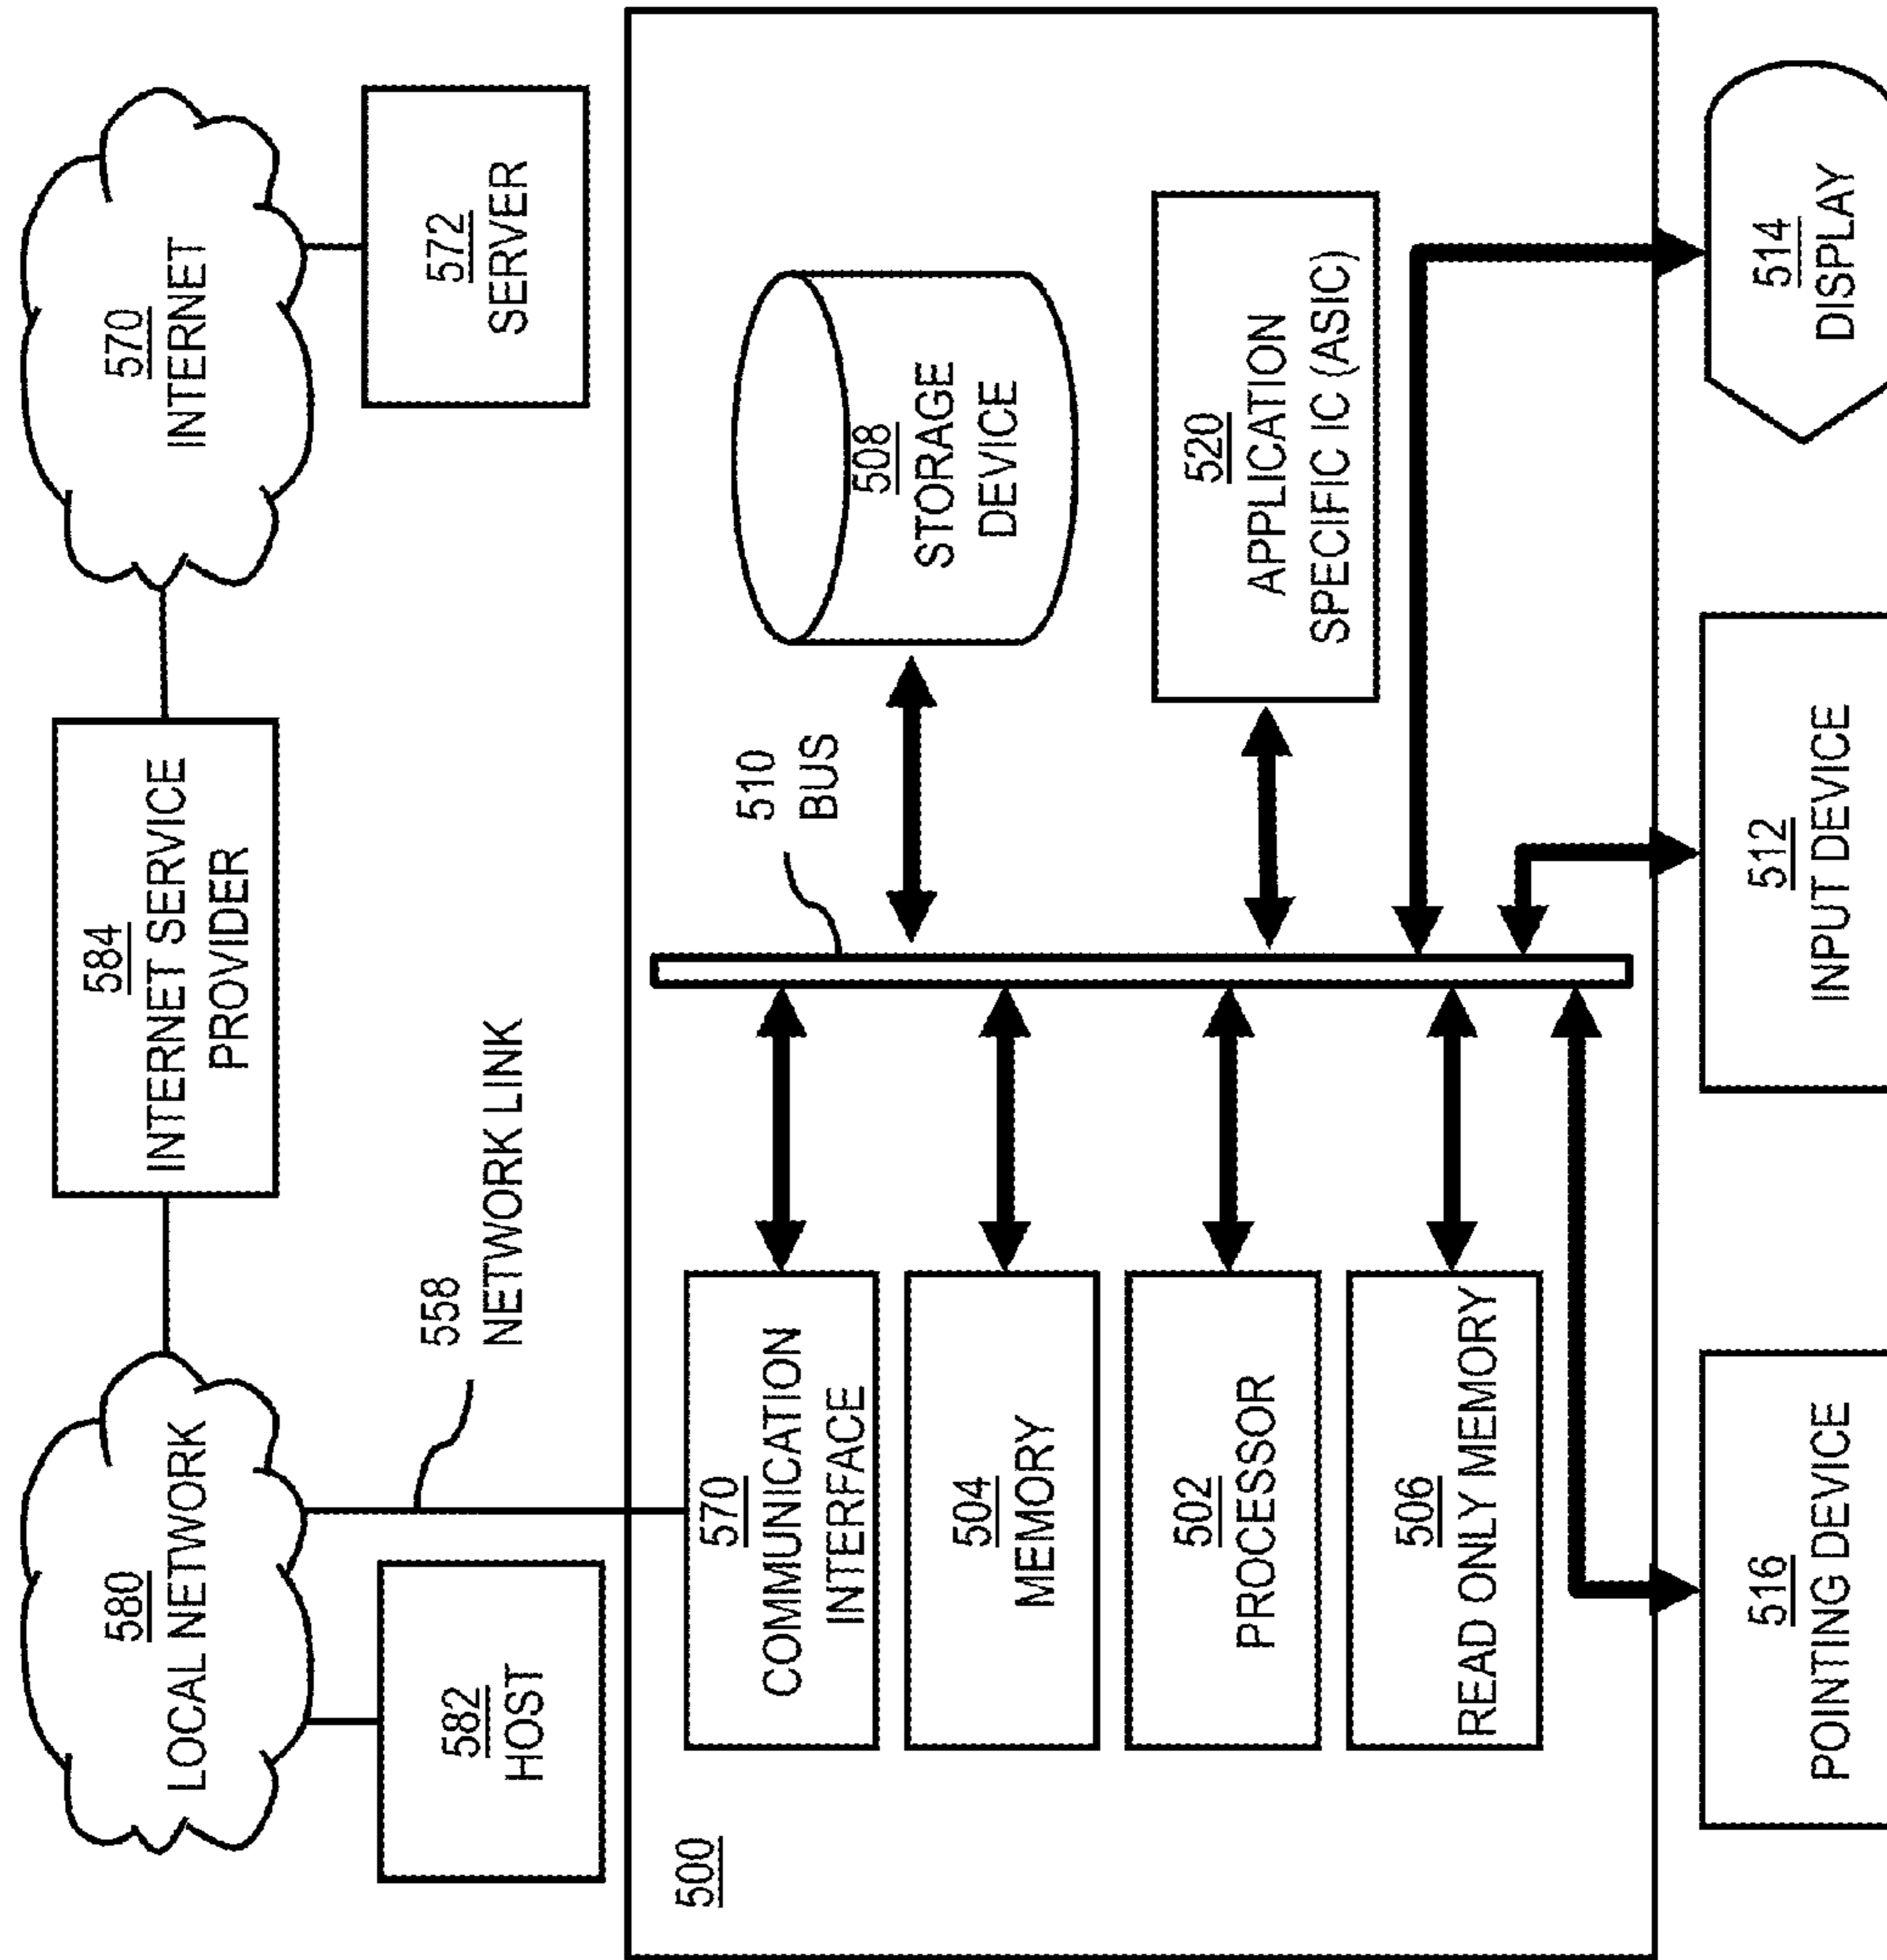 580
LOCAL NETWORK
584
INTERNET SERVICE
PROVIDER
570
INTERNET
582
HOST
558
NETWORK LINK
572
SERVER
500
570
COMMUNICATION
INTERFACE
510
BUS
508
STORAGE
DEVICE
504
MEMORY
502
PROCESSOR
520
APPLICATION
SPECIFIC IC (ASIC)
506
READ ONLY MEMORY
516
POINTING DEVICE
512
INPUT DEVICE
514
DISPLAY